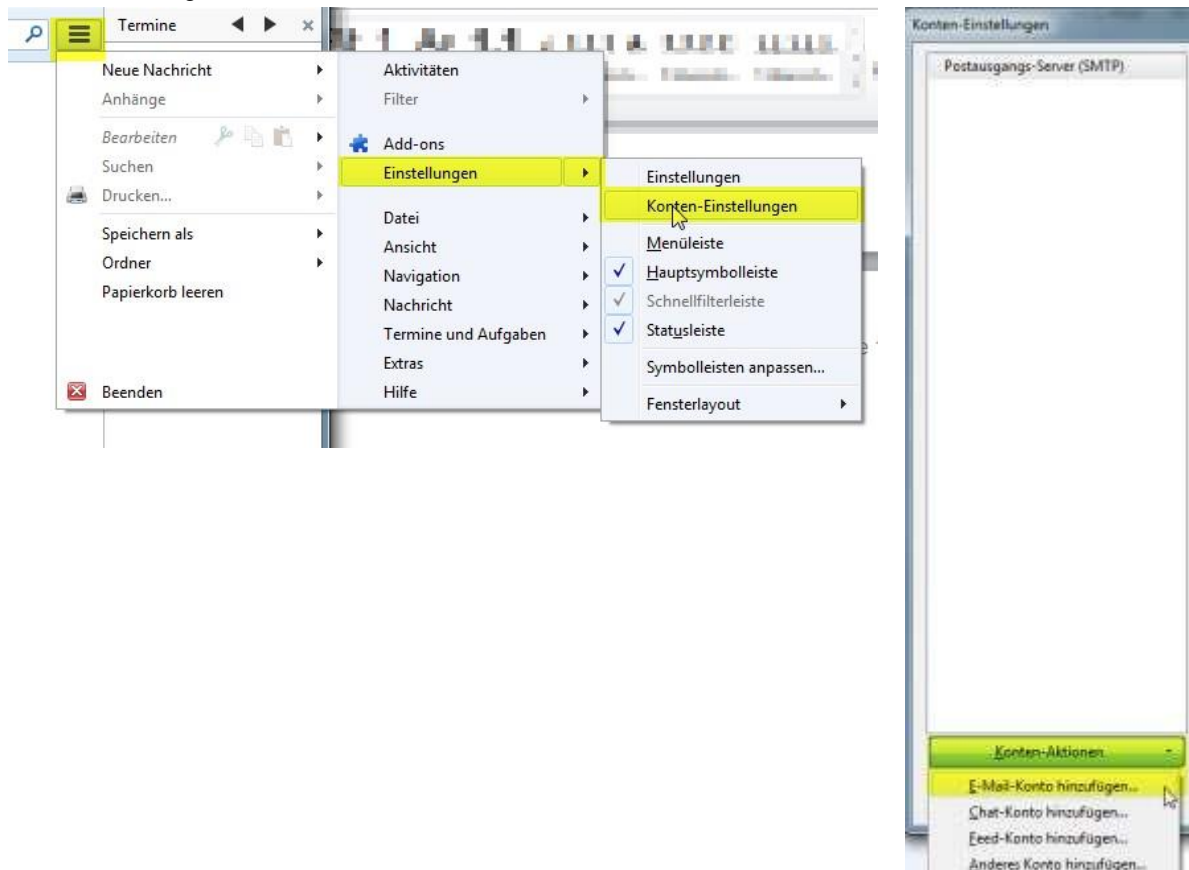 Termine
Neue Nachricht
Anhänge
Bearbeiten
Suchen
Drucken...
Speichern als
Ordner
Papierkorb leeren
Beenden
Aktivitäten
Filter
Add-ons
Einstellungen
Datei
Ansicht
Navigation
Nachricht
Termine und Aufgaben
Extras
Hilfe
Einstellungen
Konten-Einstellungen
Menüleiste
Hauptsymbolleiste
Schnellfilterleiste
Statusleiste
Symbolleisten anpassen...
Fensterlayout
Konten-Einstellungen
Postausgangs-Server (SMTP)
Konten-Aktionen
E-Mail-Konto hinzufügen...
Chat-Konto hinzufügen...
Feed-Konto hinzufügen...
Anderes Konto hinzufügen...